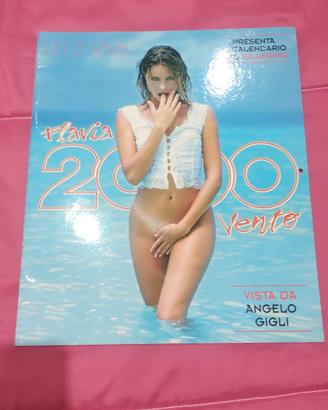 PRESENTA
CALENDARIO
Flavia
2000
Vento
VISTA DA
ANGELO
GIGLI